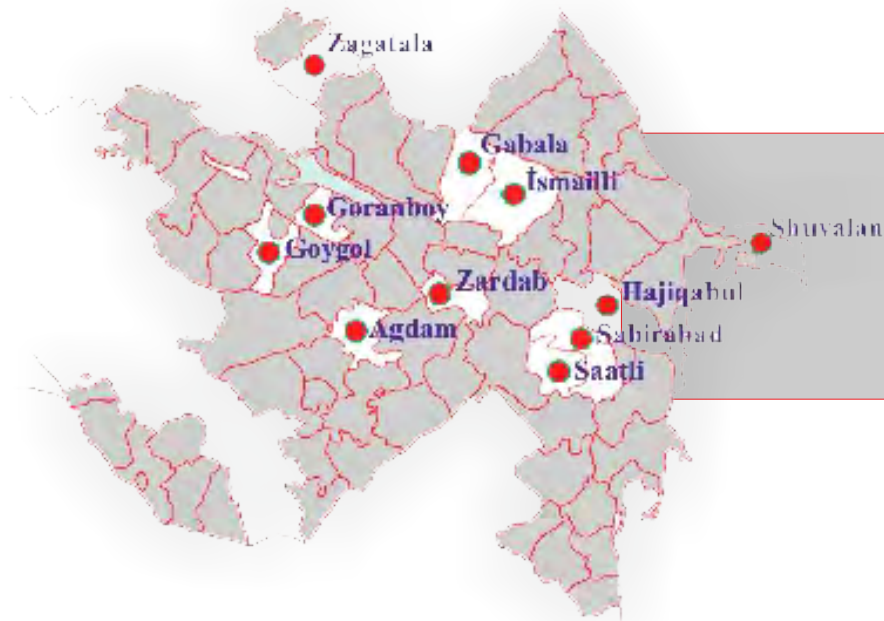 Zagatala
Gabala
İsmailli
Goranboy
Shuvalan
Goygol
Zardab
Hajiqabul
Agdam
Sabirabad
Saatli